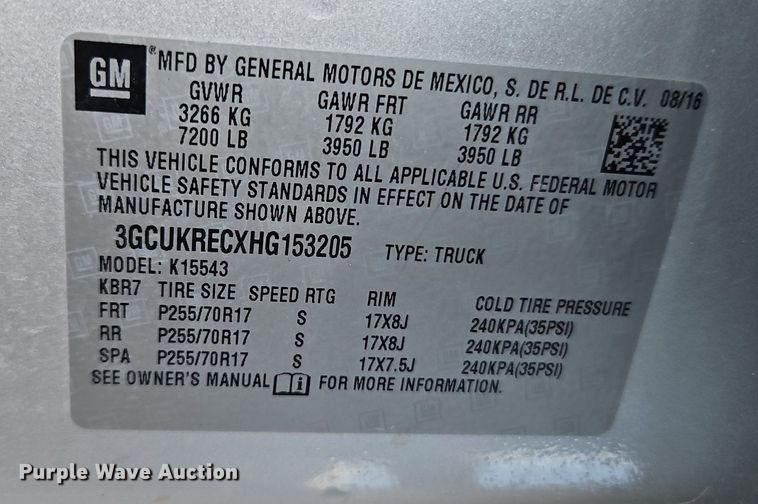 GM ® MFD BY GENERAL MOTORS DE MEXICO, S. DE R.L. DE C.V. 08/16
GVWR GAWR FRT GAWR RR
3266 KG 1792 KG 1792 KG
7200 LB 3950 LB 3950 LB
THIS VEHICLE CONFORMS TO ALL APPLICABLE U.S. FEDERAL MOTOR
VEHICLE SAFETY STANDARDS IN EFFECT ON THE DATE OF
MANUFACTURE SHOWN ABOVE.
3GCUKRECXHG153205 TYPE: TRUCK
MODEL: K15543
KBR7 TIRE SIZE SPEED RTG RIM COLD TIRE PRESSURE
FRT P255/70R17 S 17X8J 240KPA(35PSI)
RR P255/70R17 S 17X8J 240KPA(35PSI)
SPA P255/70R17 S 17X7.5J 240KPA(35PSI)
SEE OWNER'S MANUAL i FOR MORE INFORMATION.
Purple Wave Auction